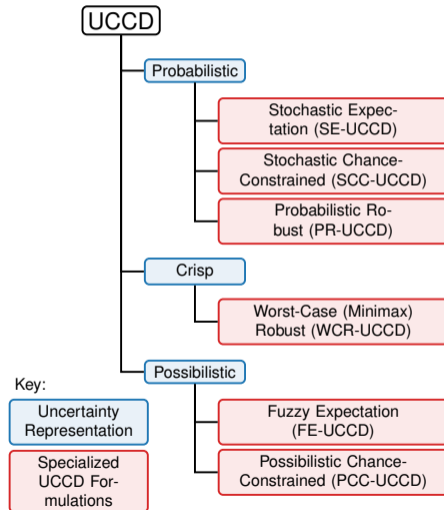 UCCD
Probabilistic
Stochastic Expec-
tation (SE-UCCD)
Stochastic Chance-
Constrained (SCC-UCCD)
Probabilistic Ro-
bust (PR-UCCD)
Crisp
Worst-Case (Minimax)
Robust (WCR-UCCD)
Possibilistic
Fuzzy Expectation
(FE-UCCD)
Possibilistic Chance-
Constrained (PCC-UCCD)
Key:
Uncertainty
Representation
Specialized
UCCD For-
mulations